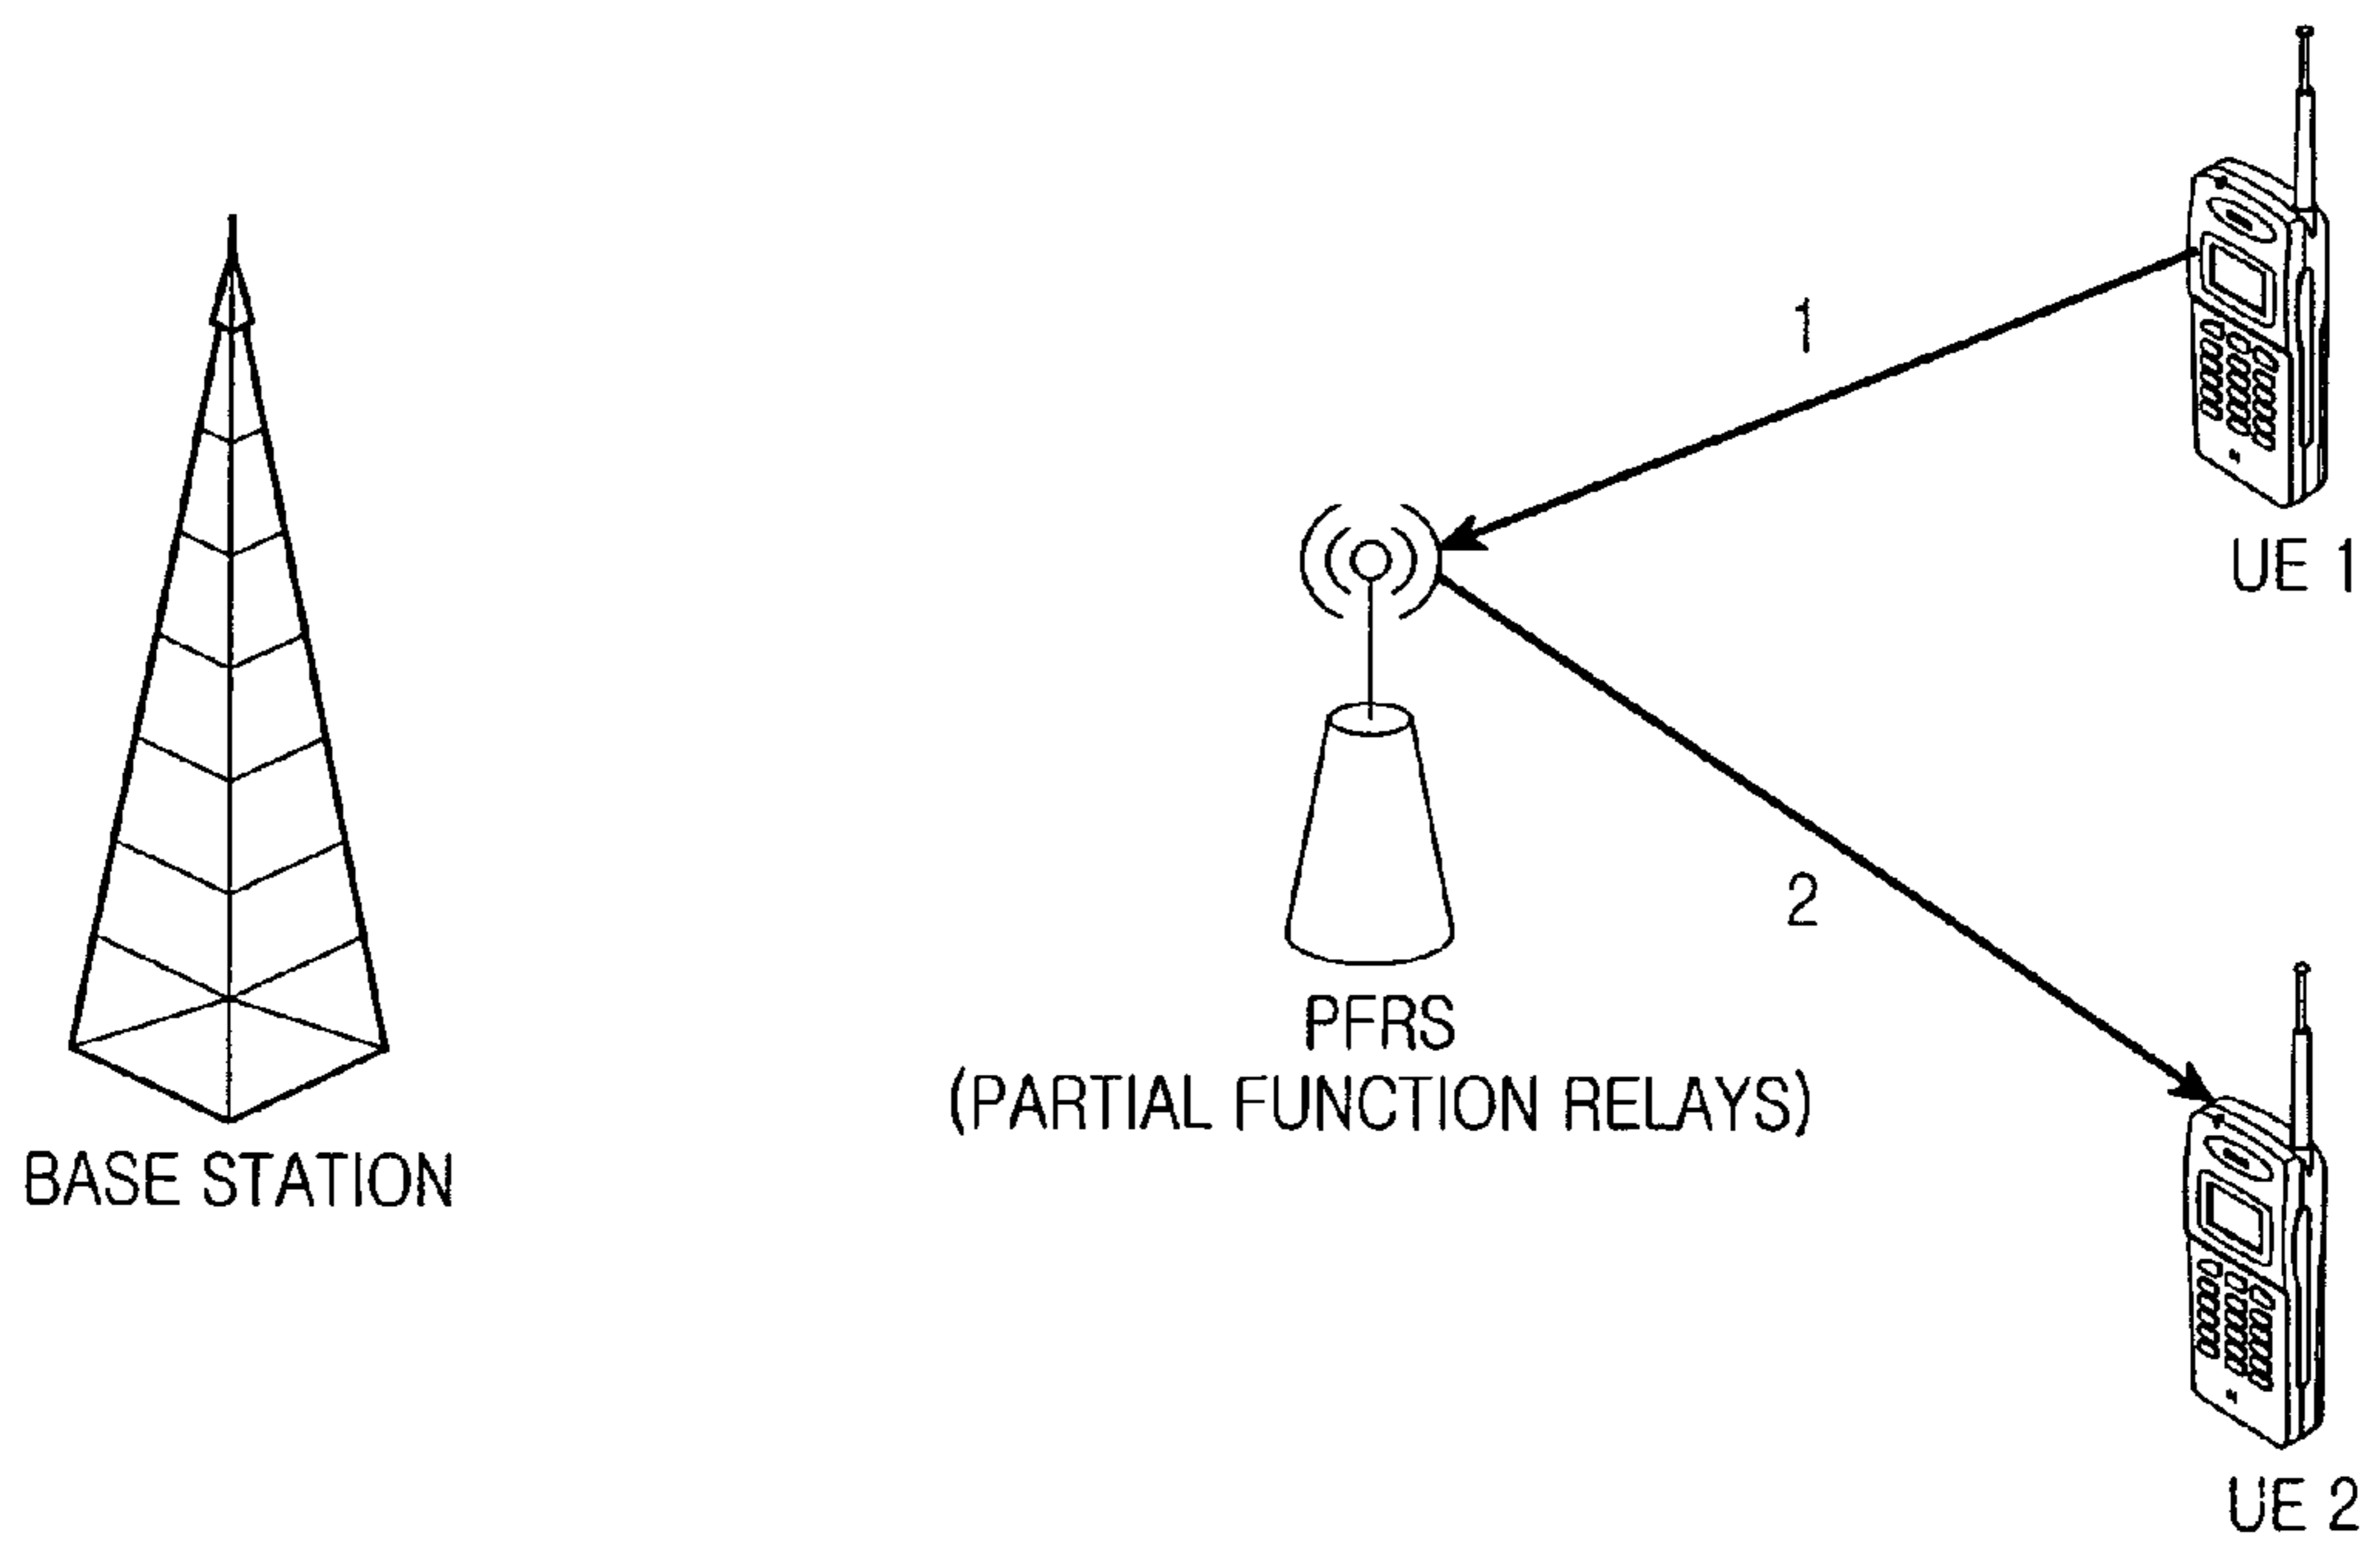 1
UE 1
2
PFRS
(PARTIAL FUNCTION RELAYS)
BASE STATION
UE 2